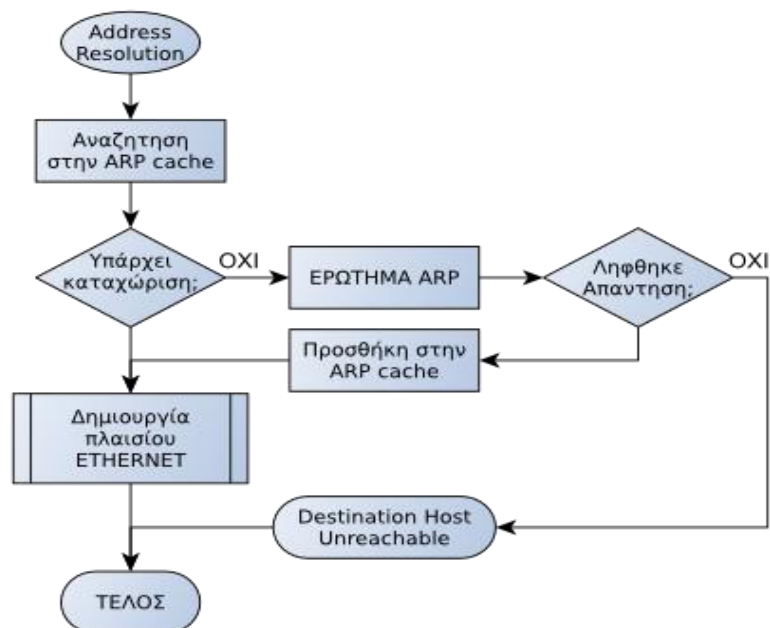 Address
Resolution
Αναζητηση
στην ARP cache
Υπάρχει
καταχώριση;
ΟΧΙ
ΕΡΩΤΗΜΑ ARP
Ληφθηκε
Απαντηση;
ΟΧΙ
Προσθήκη στην
ARP cache
Δημιουργία
πλαισίου
ETHERNET
Destination Host
Unreachable
ΤΕΛΟΣ